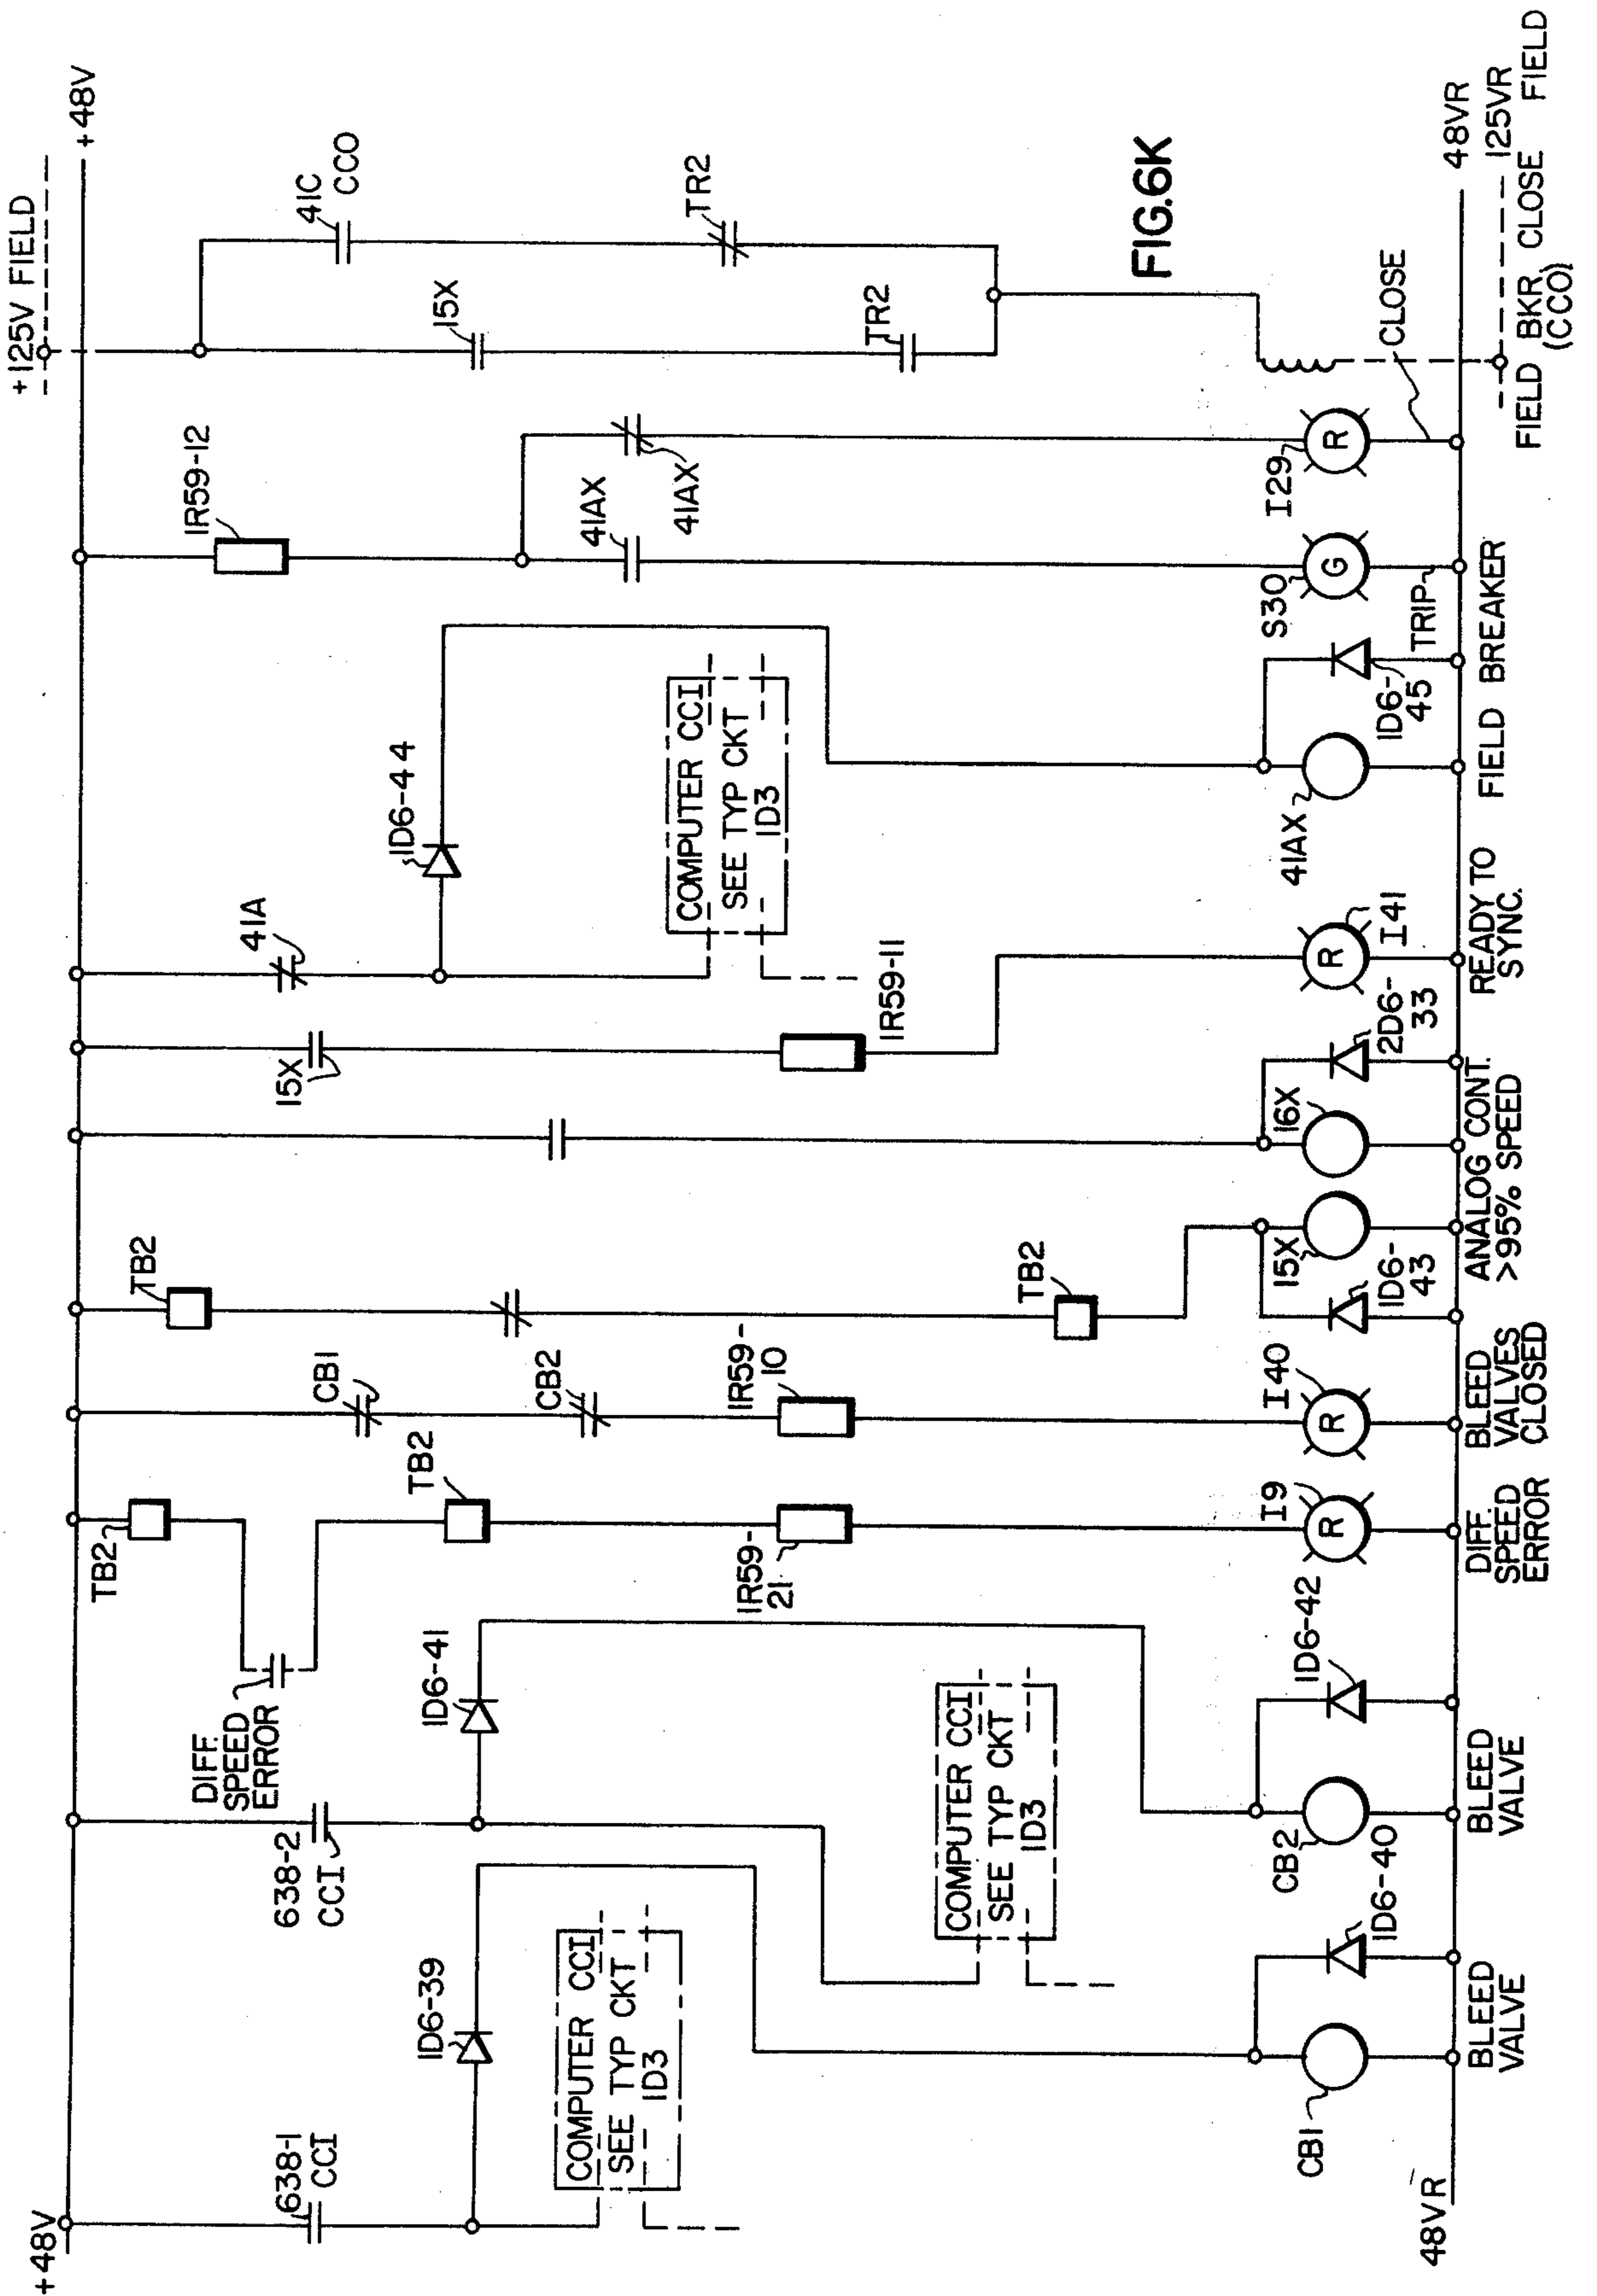 +48V
48VR
638-1
CCI
1D6-39
COMPUTER CCI
SEE TYP CKT
1D3
CB1
1D6-40
BLEED
VALVE
638-2
CCI
1D6-41
COMPUTER CCI
SEE TYP CKT
1D3
CB2
1D6-42
BLEED
VALVE
DIFF.
SPEED
ERROR
TB2
TB2
1R59-
21
I9
R
DIFF.
SPEED
ERROR
CB1
CB2
1R59-
10
I40
R
BLEED
VALVES
CLOSED
TB2
TB2
15X
1D6-
43
16X
2D6-
33
ANALOG CONT.
>95% SPEED
15X
1R59-11
R
I41
READY TO
SYNC.
41A
1D6-44
COMPUTER CCI
SEE TYP CKT
1D3
41AX
1D6-
45
FIELD BREAKER
1R59-12
41AX
41AX
S30
G
TRIP
I29
R
CLOSE
+125V FIELD
+48V
15X
TR2
41C
CCO
TR2
FIG.6K
48VR
125VR
FIELD BKR CLOSE FIELD
(CCO)